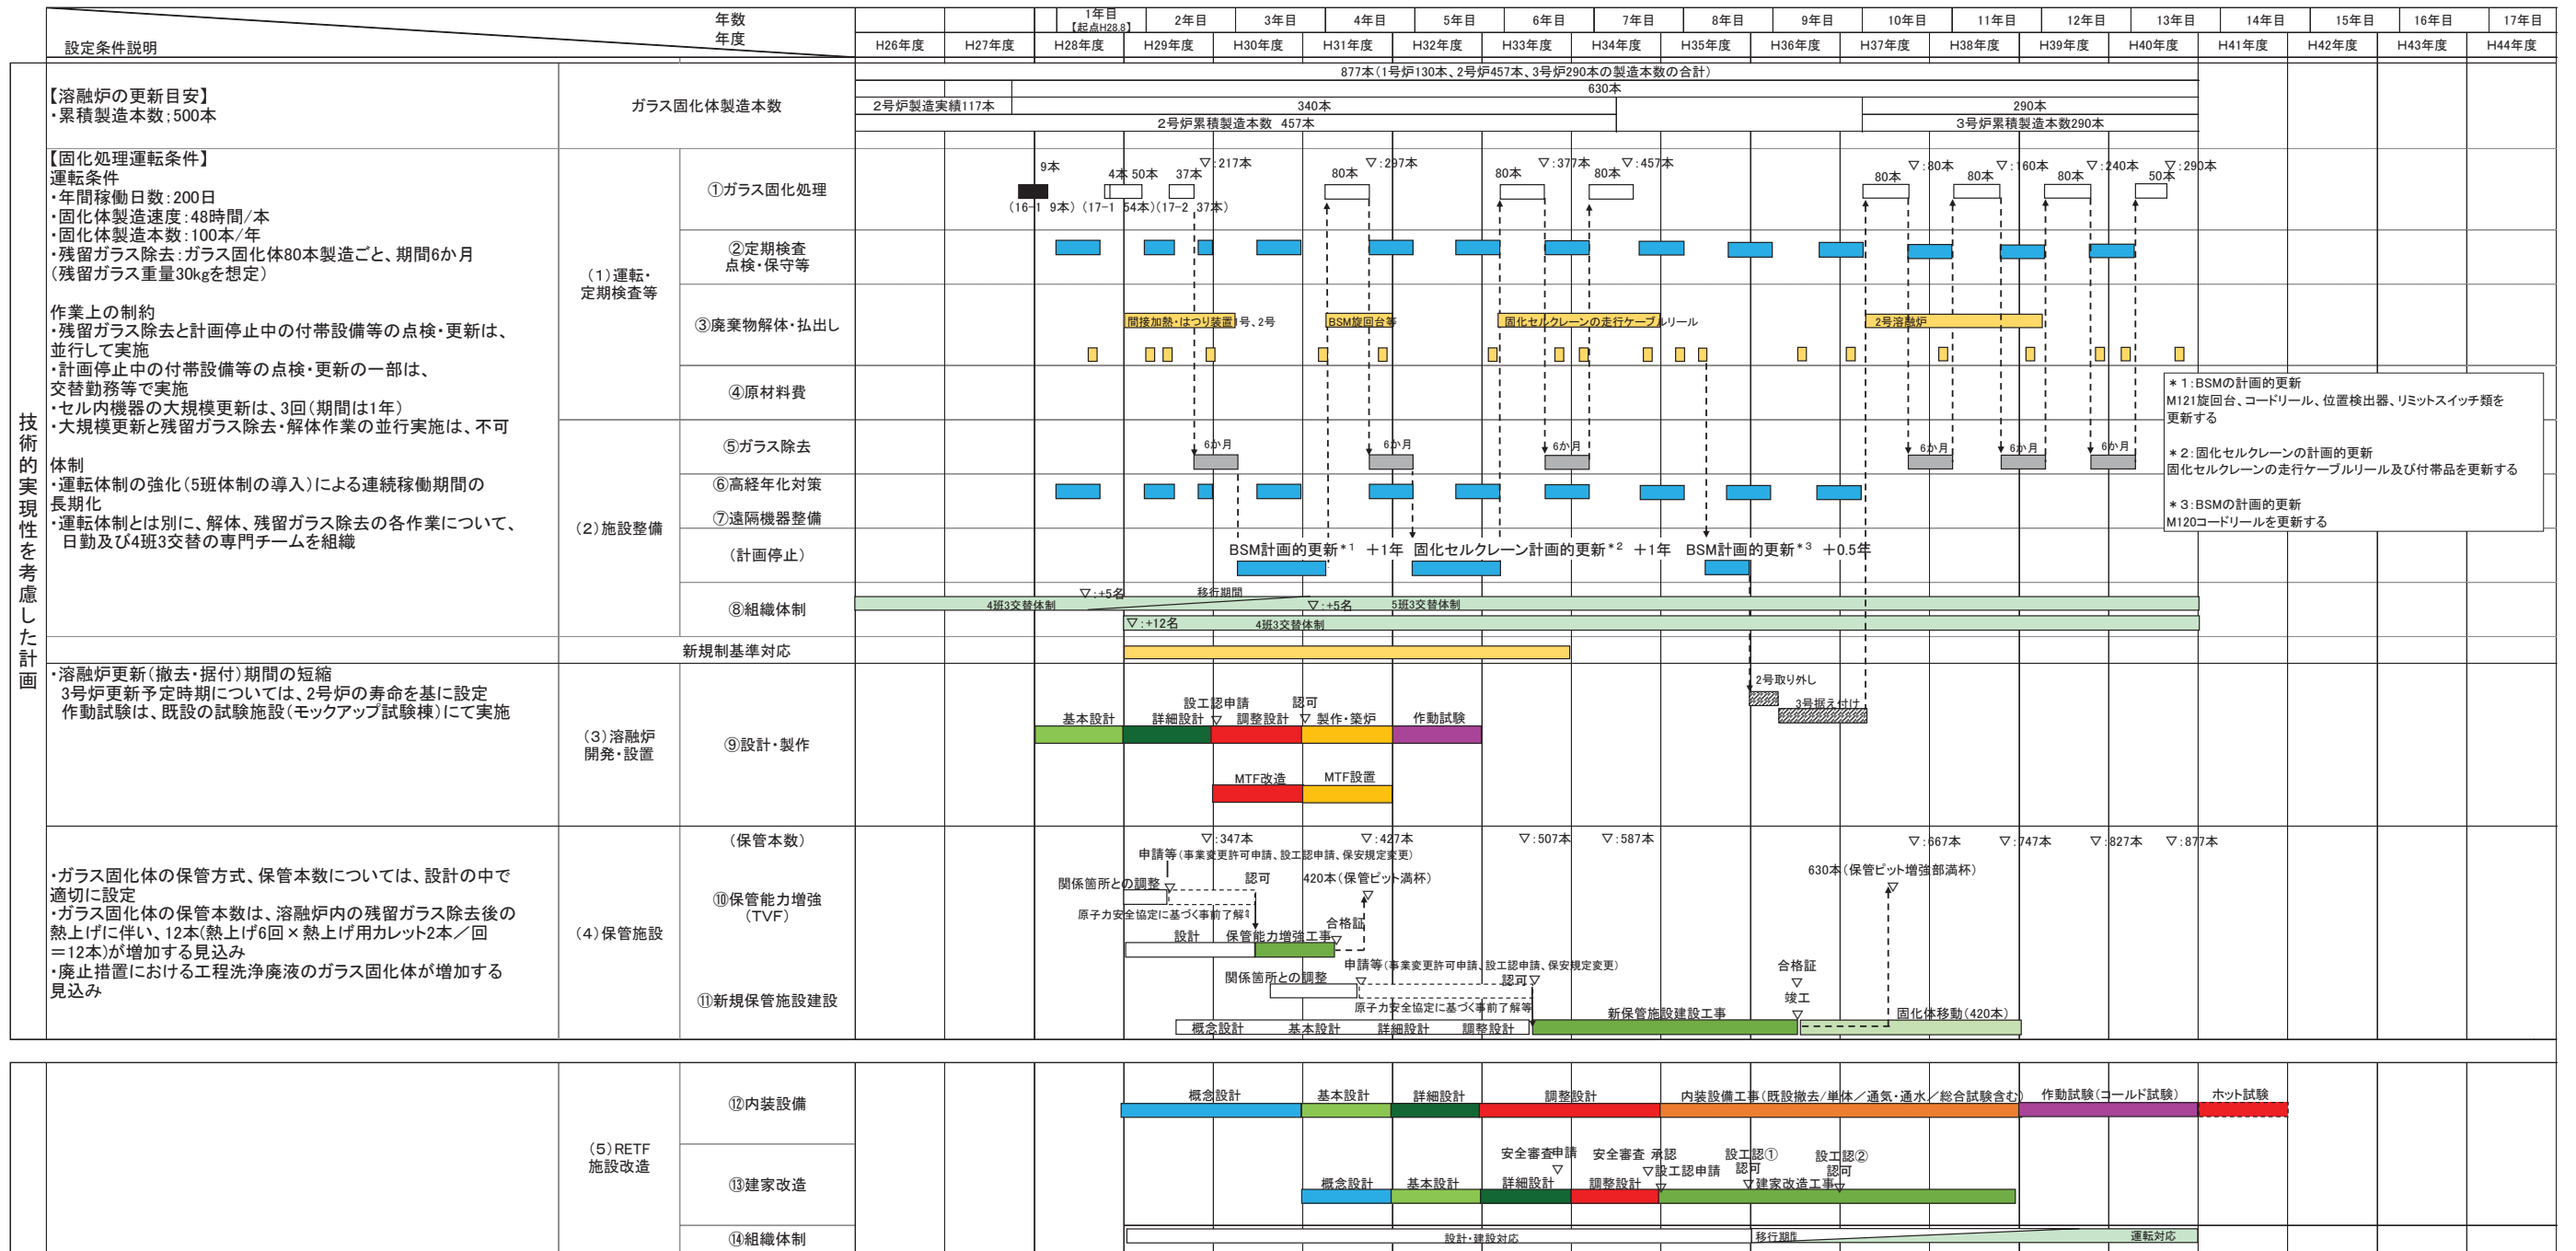 年数
年度
設定条件説明
1年目
【起点H28.8】
2年目 3年目 4年目 5年目 6年目 7年目 8年目 9年目 10年目 11年目 12年目 13年目 14年目 15年目 16年目 17年目
H26年度 H27年度 H28年度 H29年度 H30年度 H31年度 H32年度 H33年度 H34年度 H35年度 H36年度 H37年度 H38年度 H39年度 H40年度 H41年度 H42年度 H43年度 H44年度
技術的実現性を考慮した計画
【溶融炉の更新目安】
・累積製造本数；500本
ガラス固化体製造本数
877本（1号炉130本、2号炉457本、3号炉290本の製造本数の合計）
630本
2号炉製造実績117本 340本 290本
2号炉累積製造本数 457本 3号炉累積製造本数290本
【固化処理運転条件】
運転条件
・年間稼働日数：200日
・固化体製造速度：48時間/本
・固化体製造本数：100本/年
・残留ガラス除去：ガラス固化体80本製造ごと、期間6か月
（残留ガラス重量30kgを想定）
作業上の制約
・残留ガラス除去と計画停止中の付帯設備等の点検・更新は、
並行して実施
・計画停止中の付帯設備等の点検・更新の一部は、
交替勤務等で実施
・セル内機器の大規模更新は、3回（期間は1年）
・大規模更新と残留ガラス除去・解体作業の並行実施は、不可
体制
・運転体制の強化（5班体制の導入）による連続稼働期間の
長期化
・運転体制とは別に、解体、残留ガラス除去の各作業について、
日勤及び4班3交替の専門チームを組織
（1）運転・
定期検査等
①ガラス固化処理
9本 4本 50本 37本 ▽：217本 80本 ▽：297本 80本 ▽：377本 80本 ▽：457本 80本 ▽：80本 80本 ▽：160本 80本 ▽：240本 50本 ▽：290本
（16-1 9本） （17-1 54本）（17-2 37本）
②定期検査
点検・保守等
③廃棄物解体・払出し
間接加熱・はつり装置1号、2号 BSM旋回台等 固化セルクレーンの走行ケーブルリール 2号溶融炉
④原材料費
＊1：BSMの計画的更新
M121旋回台、コードリール、位置検出器、リミットスイッチ類を
更新する
＊2：固化セルクレーンの計画的更新
固化セルクレーンの走行ケーブルリール及び付帯品を更新する
＊3：BSMの計画的更新
M120コードリールを更新する
（2）施設整備
⑤ガラス除去
6か月 6か月 6か月 6か月 6か月 6か月
⑥高経年化対策
⑦遠隔機器整備
（計画停止）
BSM計画的更新＊1 ＋1年 固化セルクレーン計画的更新＊2 ＋1年 BSM計画的更新＊3 ＋0.5年
⑧組織体制
4班3交替体制 ▽：+5名 移行期間 ▽：+5名 5班3交替体制
▽：+12名 4班3交替体制
新規制基準対応
・溶融炉更新（撤去・据付）期間の短縮
3号炉更新予定時期については、2号炉の寿命を基に設定
作動試験は、既設の試験施設（モックアップ試験棟）にて実施
（3）溶融炉
開発・設置
⑨設計・製作
2号取り外し
3号据え付け
設工認申請 認可
基本設計 詳細設計 ▽ 調整設計 ▽ 製作・築炉 作動試験
MTF改造 MTF設置
・ガラス固化体の保管方式、保管本数については、設計の中で
適切に設定
・ガラス固化体の保管本数は、溶融炉内の残留ガラス除去後の
熱上げに伴い、12本（熱上げ6回×熱上げ用カレット2本／回
＝12本）が増加する見込み
・廃止措置における工程洗浄廃液のガラス固化体が増加する
見込み
（4）保管施設
（保管本数）
▽：347本 ▽：427本 ▽：507本 ▽：587本 ▽：667本 ▽：747本 ▽：827本 ▽：877本
⑩保管能力増強
（TVF）
申請等（事業変更許可申請、設工認申請、保安規定変更）
関係箇所との調整 ▽ 認可 420本（保管ピット満杯） 630本（保管ピット増強部満杯）
▽ ▽
原子力安全協定に基づく事前了解等
合格証
設計 保管能力増強工事▽
⑪新規保管施設建設
関係箇所との調整 申請等（事業変更許可申請、設工認申請、保安規定変更）
▽ 認可▽
原子力安全協定に基づく事前了解等
合格証
▽
竣工
▽
概念設計 基本設計 詳細設計 調整設計 新保管施設建設工事 固化体移動（420本）
（5）RETF
施設改造
⑫内装設備
概念設計 基本設計 詳細設計 調整設計 内装設備工事（既設撤去/単体／通気・通水／総合試験含む） 作動試験（コールド試験） ホット試験
⑬建家改造
安全審査申請 安全審査 承認 設工認① 設工認②
▽ ▽設工認申請 認可 認可
概念設計 基本設計 詳細設計 調整設計 ▽ ▽建家改造工事▽
⑭組織体制
設計・建設対応 移行期間 運転対応